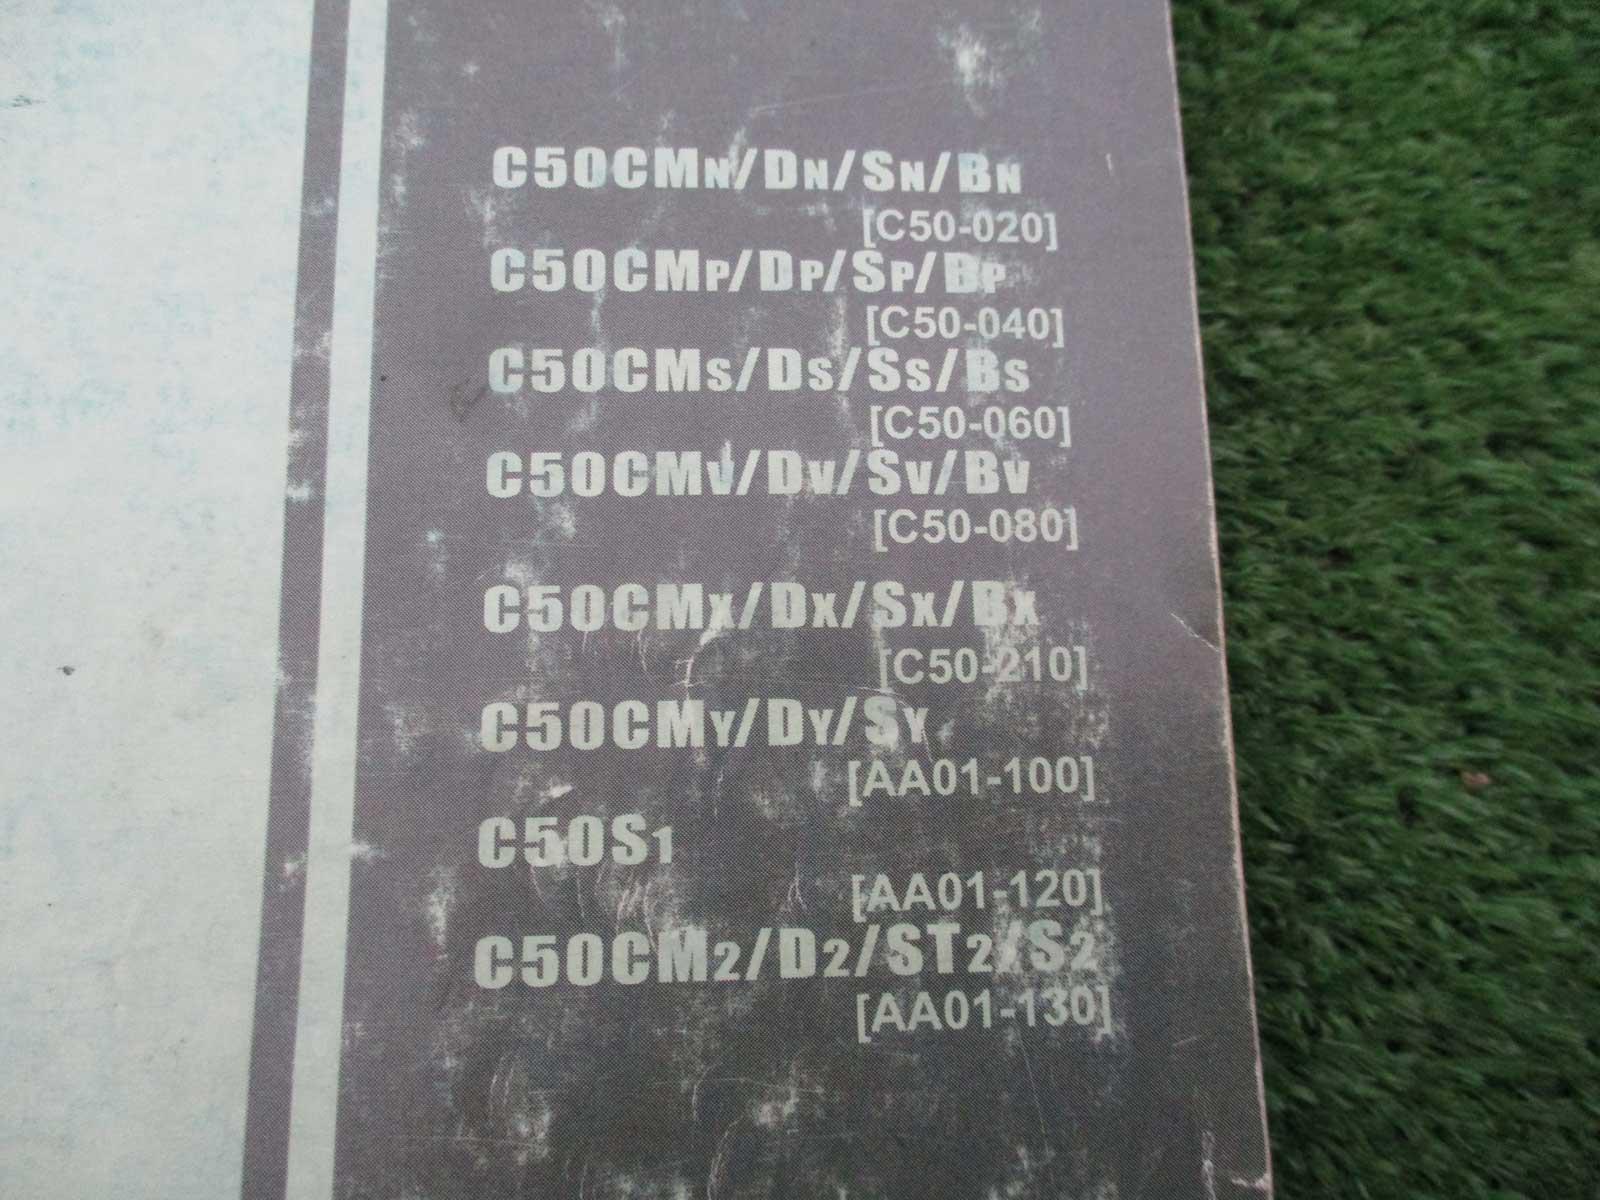 C50CMN/DN/SN/BN
[C50-020]
C50CMP/DP/SP/BP
[C50-040]
C50CMS/DS/SS/BS
[C50-060]
C50CMV/DV/SV/BV
[C50-080]
C50CMX/DX/SX/BX
[C50-210]
C50CMY/DY/SY
[AA01-100]
C50S1
[AA01-120]
C50CM2/D2/ST2/S2
[AA01-130]